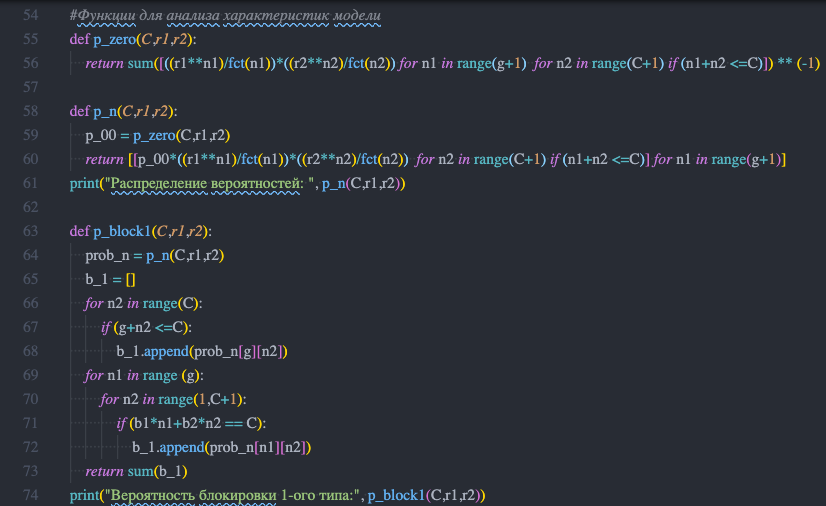 54 #Функции для анализа характеристик модели
55 def p_zero(C,r1,r2):
56 return sum([((r1**n1)/fct(n1))*((r2**n2)/fct(n2)) for n1 in range(g+1) for n2 in range(C+1) if (n1+n2 <=C)]) ** (-1)
57
58 def p_n(C,r1,r2):
59 p_00 = p_zero(C,r1,r2)
60 return [[p_00*((r1**n1)/fct(n1))*((r2**n2)/fct(n2)) for n2 in range(C+1) if (n1+n2 <=C)] for n1 in range(g+1)]
61 print("Распределение вероятностей: ", p_n(C,r1,r2))
62
63 def p_block1(C,r1,r2):
64 prob_n = p_n(C,r1,r2)
65 b_1 = []
66 for n2 in range(C):
67 if (g+n2 <=C):
68 b_1.append(prob_n[g][n2])
69 for n1 in range (g):
70 for n2 in range(1,C+1):
71 if (b1*n1+b2*n2 == C):
72 b_1.append(prob_n[n1][n2])
73 return sum(b_1)
74 print("Вероятность блокировки 1-ого типа:", p_block1(C,r1,r2))